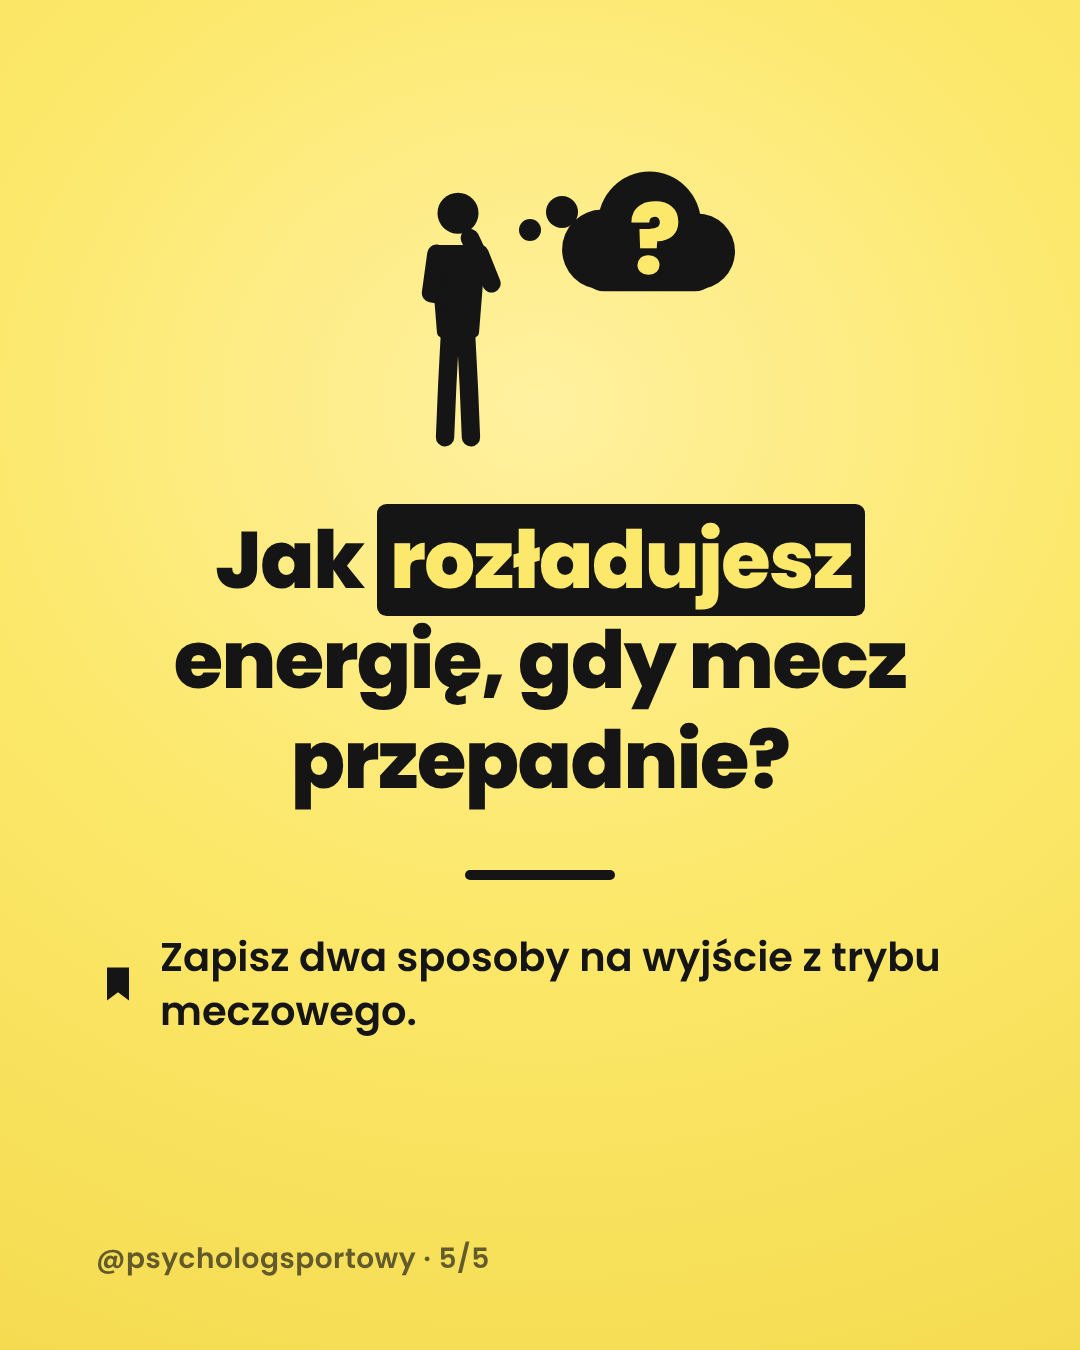 ?
Jak rozładujesz
energię, gdy mecz
przepadnie?
Zapisz dwa sposoby na wyjście z trybu
meczowego.
@psychologsportowy · 5/5